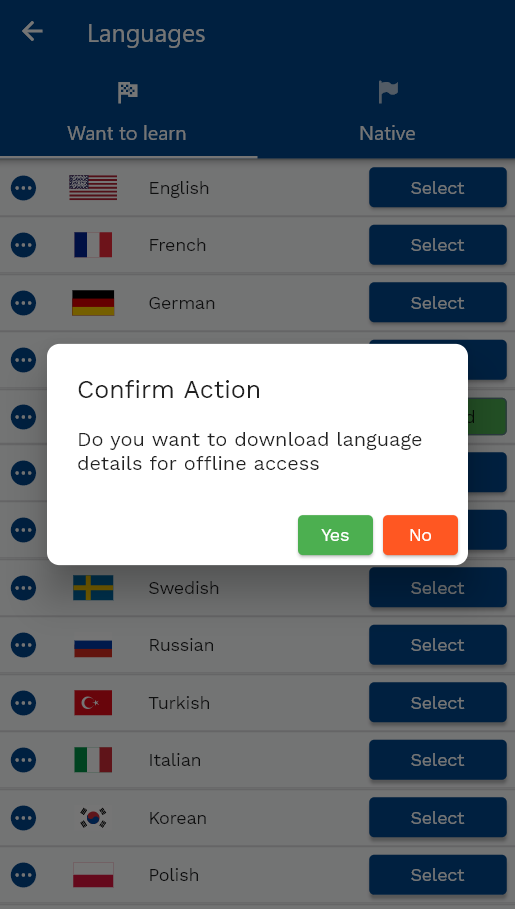 Languages
Want to learn
Native
English
Select
French
Select
German
Select
Confirm Action
Do you want to download language
details for offline access
Yes
No
Swedish
Select
Russian
Select
Turkish
Select
Italian
Select
Korean
Select
Polish
Select